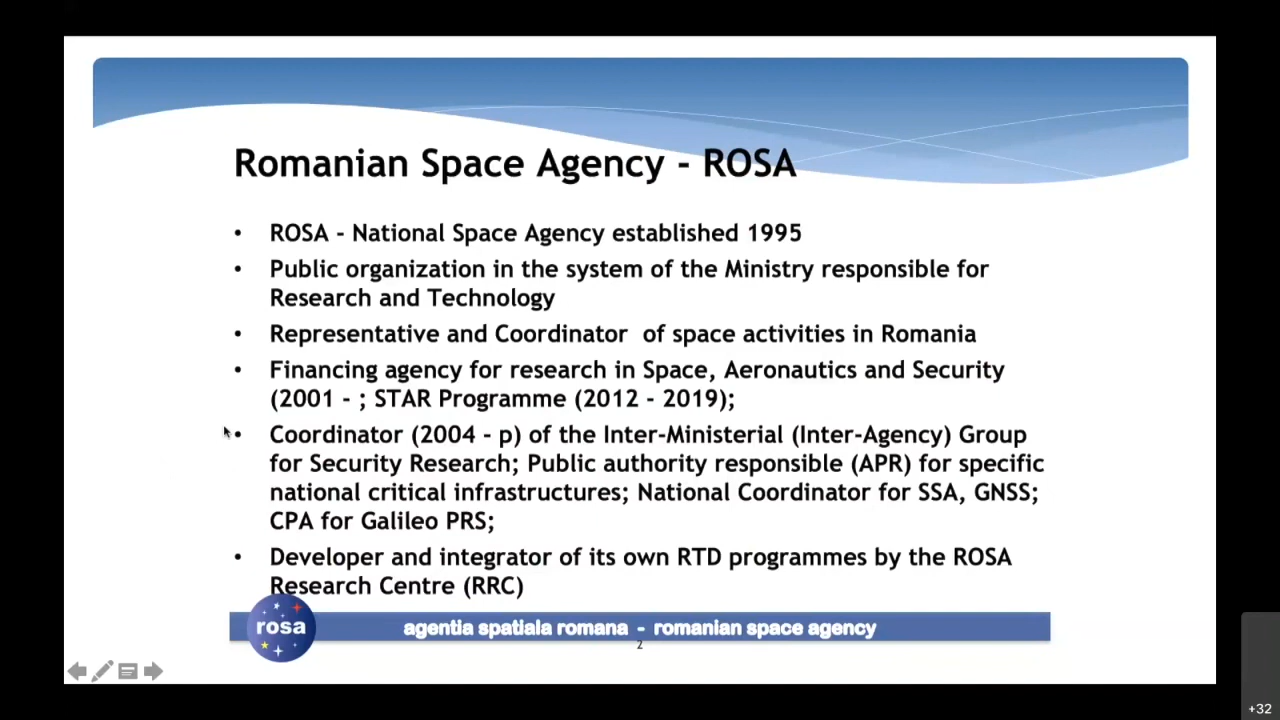 Romanian Space Agency - ROSA
• ROSA - National Space Agency established 1995
• Public organization in the system of the Ministry responsible for
Research and Technology
• Representative and Coordinator of space activities in Romania
• Financing agency for research in Space, Aeronautics and Security
(2001 - ; STAR Programme (2012 - 2019);
• Coordinator (2004 - p) of the Inter-Ministerial (Inter-Agency) Group
for Security Research; Public authority responsible (APR) for specific
national critical infrastructures; National Coordinator for SSA, GNSS;
CPA for Galileo PRS;
• Developer and integrator of its own RTD programmes by the ROSA
Research Centre (RRC)
rosa
agentia spatiala romana - romanian space agency
2
+32